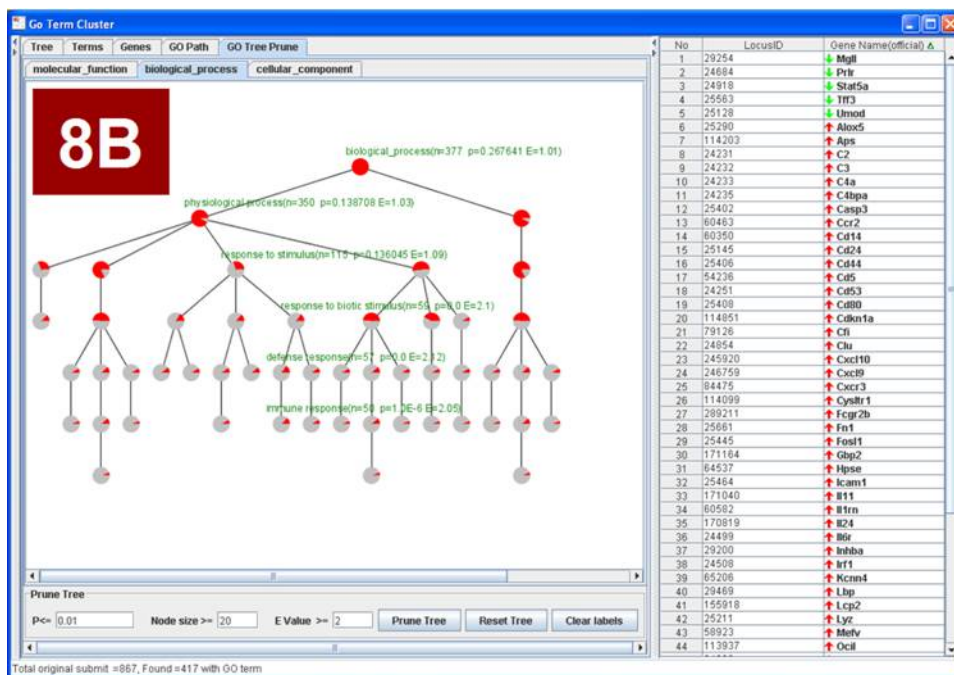 Go Term Cluster
Tree Terms Genes GO Path GO Tree Prune
molecular_function biological_process cellular_component
8B
biological_process(n=377 p=0.267641 E=1.01)
physiological process(n=350 p=0.138708 E=1.03)
response to stimulus(n=115 p=0.136045 E=1.09)
response to biotic stimulus(n=59 p=0.0 E=2.1)
defense response(n=57 p=0.0 E=2.12)
immune response(n=50 p=1.0E-6 E=2.05)
Prune Tree
P<= 0.01 Node size >= 20 E Value >= 2 Prune Tree Reset Tree Clear labels
Total original submit =867, Found =417 with GO term
No LocusID Gene Name(official)
1 29254 Mgll
2 24684 Prlr
3 24918 Stat5a
4 25563 Tff3
5 25128 Umod
6 25290 Alox5
7 114203 Aps
8 24231 C2
9 24232 C3
10 24233 C4a
11 24235 C4bpa
12 25402 Casp3
13 60463 Ccr2
14 60350 Cd14
15 25145 Cd24
16 25406 Cd44
17 54236 Cd5
18 24251 Cd53
19 25408 Cd80
20 114851 Cdkn1a
21 79126 Cfi
22 24854 Clu
23 245920 Cxcl10
24 246759 Cxcl9
25 84475 Cxcr3
26 114099 Cysltr1
27 289211 Fcgr2b
28 25661 Fn1
29 25445 Fosl1
30 171164 Gbp2
31 64537 Hpse
32 25464 Icam1
33 171040 Il11
34 60582 Il1rn
35 170819 Il24
36 24499 Il6r
37 29200 Inhba
38 24508 Irf1
39 65206 Kcnn4
40 29469 Lbp
41 155918 Lcp2
42 25211 Lyz
43 58923 Mefv
44 113937 Ocil